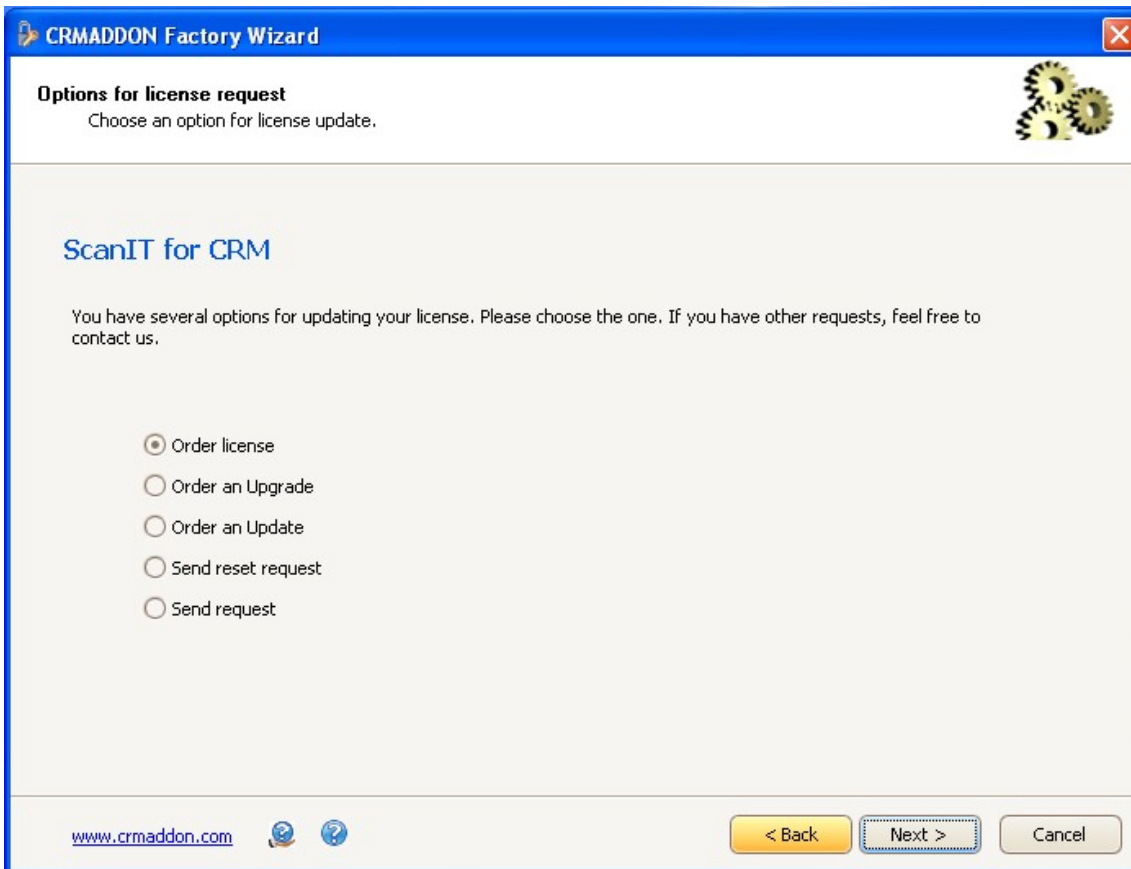 CRMADDON Factory Wizard
Options for license request
Choose an option for license update.
ScanIT for CRM
You have several options for updating your license. Please choose the one. If you have other requests, feel free to
contact us.
Order license
Order an Upgrade
Order an Update
Send reset request
Send request
www.crmaddon.com
< Back
Next >
Cancel